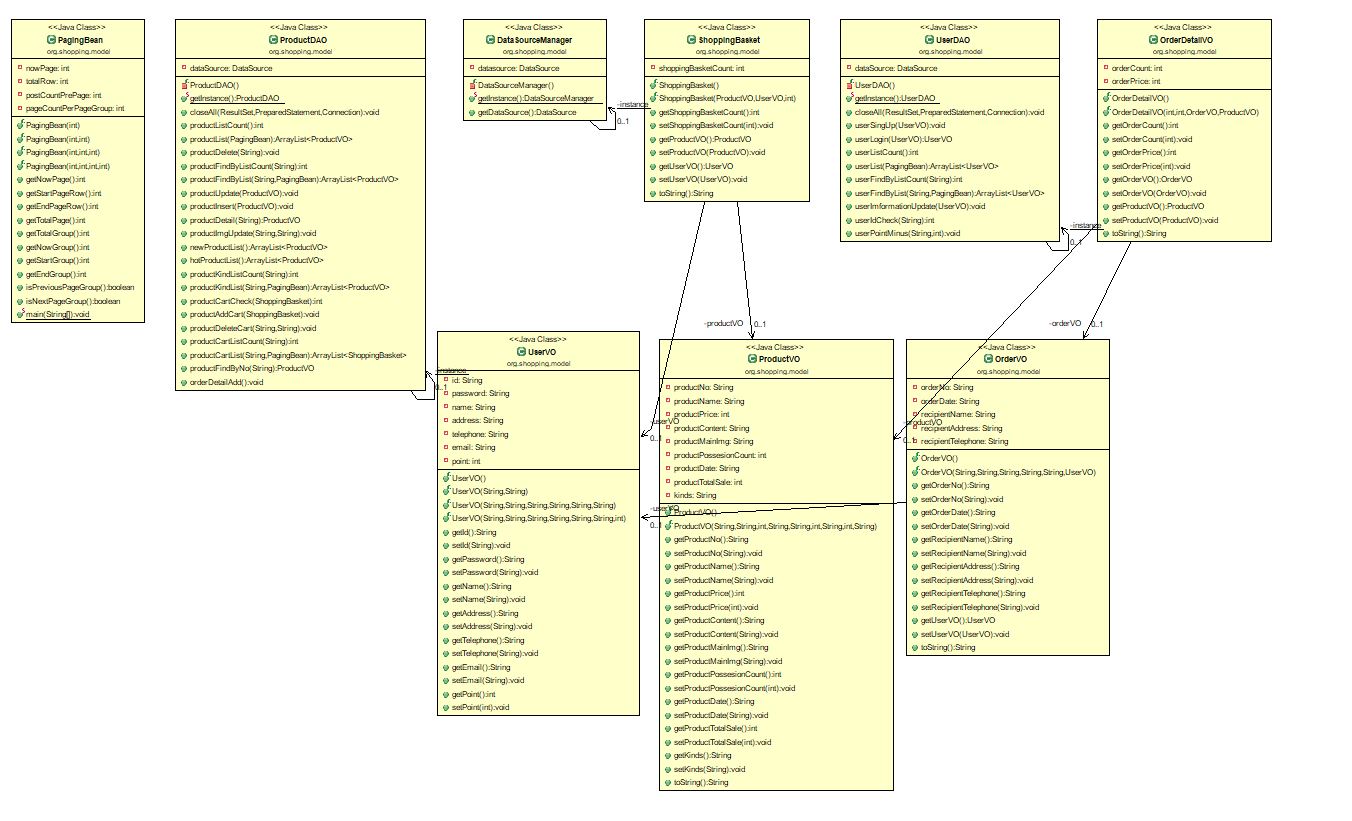 <<Java Class>>
PagingBean
org.shopping.model
nowPage: int
totalRow: int
postCountPrePage: int
pageCountPerPageGroup: int
PagingBean(int)
PagingBean(int,int)
PagingBean(int,int,int)
PagingBean(int,int,int,int)
getNowPage():int
getStartPageRow():int
getEndPageRow():int
getTotalPage():int
getTotalGroup():int
getNowGroup():int
getStartGroup():int
getEndGroup():int
isPreviousPageGroup():boolean
isNextPageGroup():boolean
main(String[]):void
<<Java Class>>
ProductDAO
org.shopping.model
dataSource: DataSource
ProductDAO()
getInstance():ProductDAO
closeAll(ResultSet,PreparedStatement,Connection):void
productListCount():int
productList(PagingBean):ArrayList<ProductVO>
productDelete(String):void
productFindByListCount(String):int
productFindByList(String,PagingBean):ArrayList<ProductVO>
productUpdate(ProductVO):void
productInsert(ProductVO):void
productDetail(String):ProductVO
productImgUpdate(String,String):void
newProductList():ArrayList<ProductVO>
hotProductList():ArrayList<ProductVO>
productKindListCount(String):int
productKindList(String,PagingBean):ArrayList<ProductVO>
productCartCheck(ShoppingBasket):int
productAddCart(ShoppingBasket):void
productDeleteCart(String,String):void
productCartListCount(String):int
productCartList(String,PagingBean):ArrayList<ShoppingBasket>
productFindByNo(String):ProductVO
orderDetailAdd():void
-instance
0..1
<<Java Class>>
DataSourceManager
org.shopping.model
datasource: DataSource
DataSourceManager()
getInstance():DataSourceManager
getDataSource():DataSource
-instance
0..1
<<Java Class>>
ShoppingBasket
org.shopping.model
shoppingBasketCount: int
ShoppingBasket()
ShoppingBasket(ProductVO,UserVO,int)
getShoppingBasketCount():int
setShoppingBasketCount(int):void
getProductVO():ProductVO
setProductVO(ProductVO):void
getUserVO():UserVO
setUserVO(UserVO):void
toString():String
<<Java Class>>
UserDAO
org.shopping.model
dataSource: DataSource
UserDAO()
getInstance():UserDAO
closeAll(ResultSet,PreparedStatement,Connection):void
userSingUp(UserVO):void
userLogin(UserVO):UserVO
userListCount():int
userList(PagingBean):ArrayList<UserVO>
userFindByListCount(String):int
userFindByList(String,PagingBean):ArrayList<UserVO>
userImformationUpdate(UserVO):void
userIdCheck(String):int
userPointMinus(String,int):void
-instance
0..1
<<Java Class>>
OrderDetailVO
org.shopping.model
orderCount: int
orderPrice: int
OrderDetailVO()
OrderDetailVO(int,int,OrderVO,ProductVO)
getOrderCount():int
setOrderCount(int):void
getOrderPrice():int
setOrderPrice(int):void
getOrderVO():OrderVO
setOrderVO(OrderVO):void
getProductVO():ProductVO
setProductVO(ProductVO):void
toString():String
-productVO
0..1
-orderVO
0..1
<<Java Class>>
UserVO
org.shopping.model
id: String
password: String
name: String
address: String
telephone: String
email: String
point: int
UserVO()
UserVO(String,String)
UserVO(String,String,String,String,String,String)
UserVO(String,String,String,String,String,String,int)
getId():String
setId(String):void
getPassword():String
setPassword(String):void
getName():String
setName(String):void
getAddress():String
setAddress(String):void
getTelephone():String
setTelephone(String):void
getEmail():String
setEmail(String):void
getPoint():int
setPoint(int):void
-userVO
0..1
-userVO
0..1
<<Java Class>>
ProductVO
org.shopping.model
productNo: String
productName: String
productPrice: int
productContent: String
productMainImg: String
productPossesionCount: int
productDate: String
productTotalSale: int
kinds: String
ProductVO()
ProductVO(String,String,int,String,String,int,String,int,String)
getProductNo():String
setProductNo(String):void
getProductName():String
setProductName(String):void
getProductPrice():int
setProductPrice(int):void
getProductContent():String
setProductContent(String):void
getProductMainImg():String
setProductMainImg(String):void
getProductPossesionCount():int
setProductPossesionCount(int):void
getProductDate():String
setProductDate(String):void
getProductTotalSale():int
setProductTotalSale(int):void
getKinds():String
setKinds(String):void
toString():String
-productVO
0..1
<<Java Class>>
OrderVO
org.shopping.model
orderNo: String
orderDate: String
recipientName: String
recipientAddress: String
recipientTelephone: String
OrderVO()
OrderVO(String,String,String,String,String,UserVO)
getOrderNo():String
setOrderNo(String):void
getOrderDate():String
setOrderDate(String):void
getRecipientName():String
setRecipientName(String):void
getRecipientAddress():String
setRecipientAddress(String):void
getRecipientTelephone():String
setRecipientTelephone(String):void
getUserVO():UserVO
setUserVO(UserVO):void
toString():String